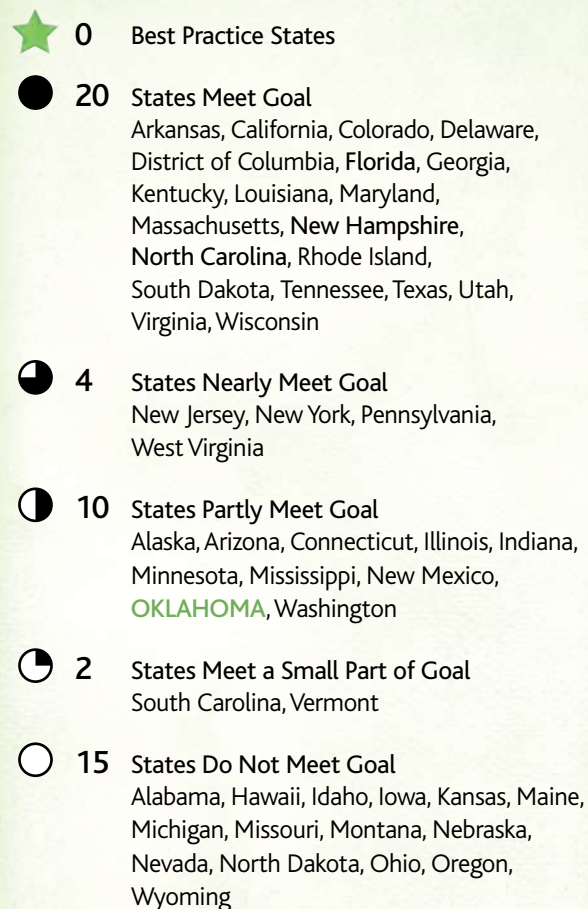 0 Best Practice States
20 States Meet Goal
Arkansas, California, Colorado, Delaware,
District of Columbia, Florida, Georgia,
Kentucky, Louisiana, Maryland,
Massachusetts, New Hampshire,
North Carolina, Rhode Island,
South Dakota, Tennessee, Texas, Utah,
Virginia, Wisconsin
4 States Nearly Meet Goal
New Jersey, New York, Pennsylvania,
West Virginia
10 States Partly Meet Goal
Alaska, Arizona, Connecticut, Illinois, Indiana,
Minnesota, Mississippi, New Mexico,
OKLAHOMA, Washington
2 States Meet a Small Part of Goal
South Carolina, Vermont
15 States Do Not Meet Goal
Alabama, Hawaii, Idaho, Iowa, Kansas, Maine,
Michigan, Missouri, Montana, Nebraska,
Nevada, North Dakota, Ohio, Oregon,
Wyoming